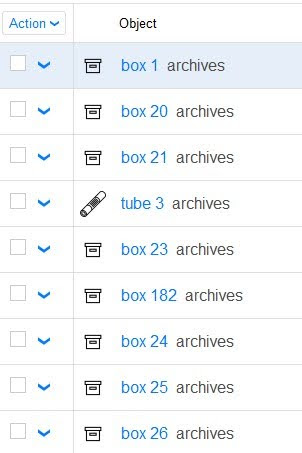 Action Object
box 1 archives
box 20 archives
box 21 archives
tube 3 archives
box 23 archives
box 182 archives
box 24 archives
box 25 archives
box 26 archives